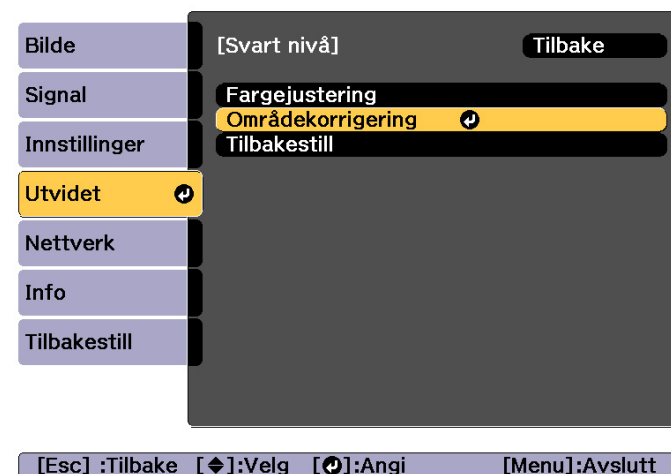 Bilde
Signal
Innstillinger
Utvidet
Nettverk
Info
Tilbakestill
[Svart nivå] Tilbake
Fargejustering
Områdekorrigering
Tilbakestill
[Esc] :Tilbake [◆]:Velg [↵]:Angi [Menu]:Avslutt